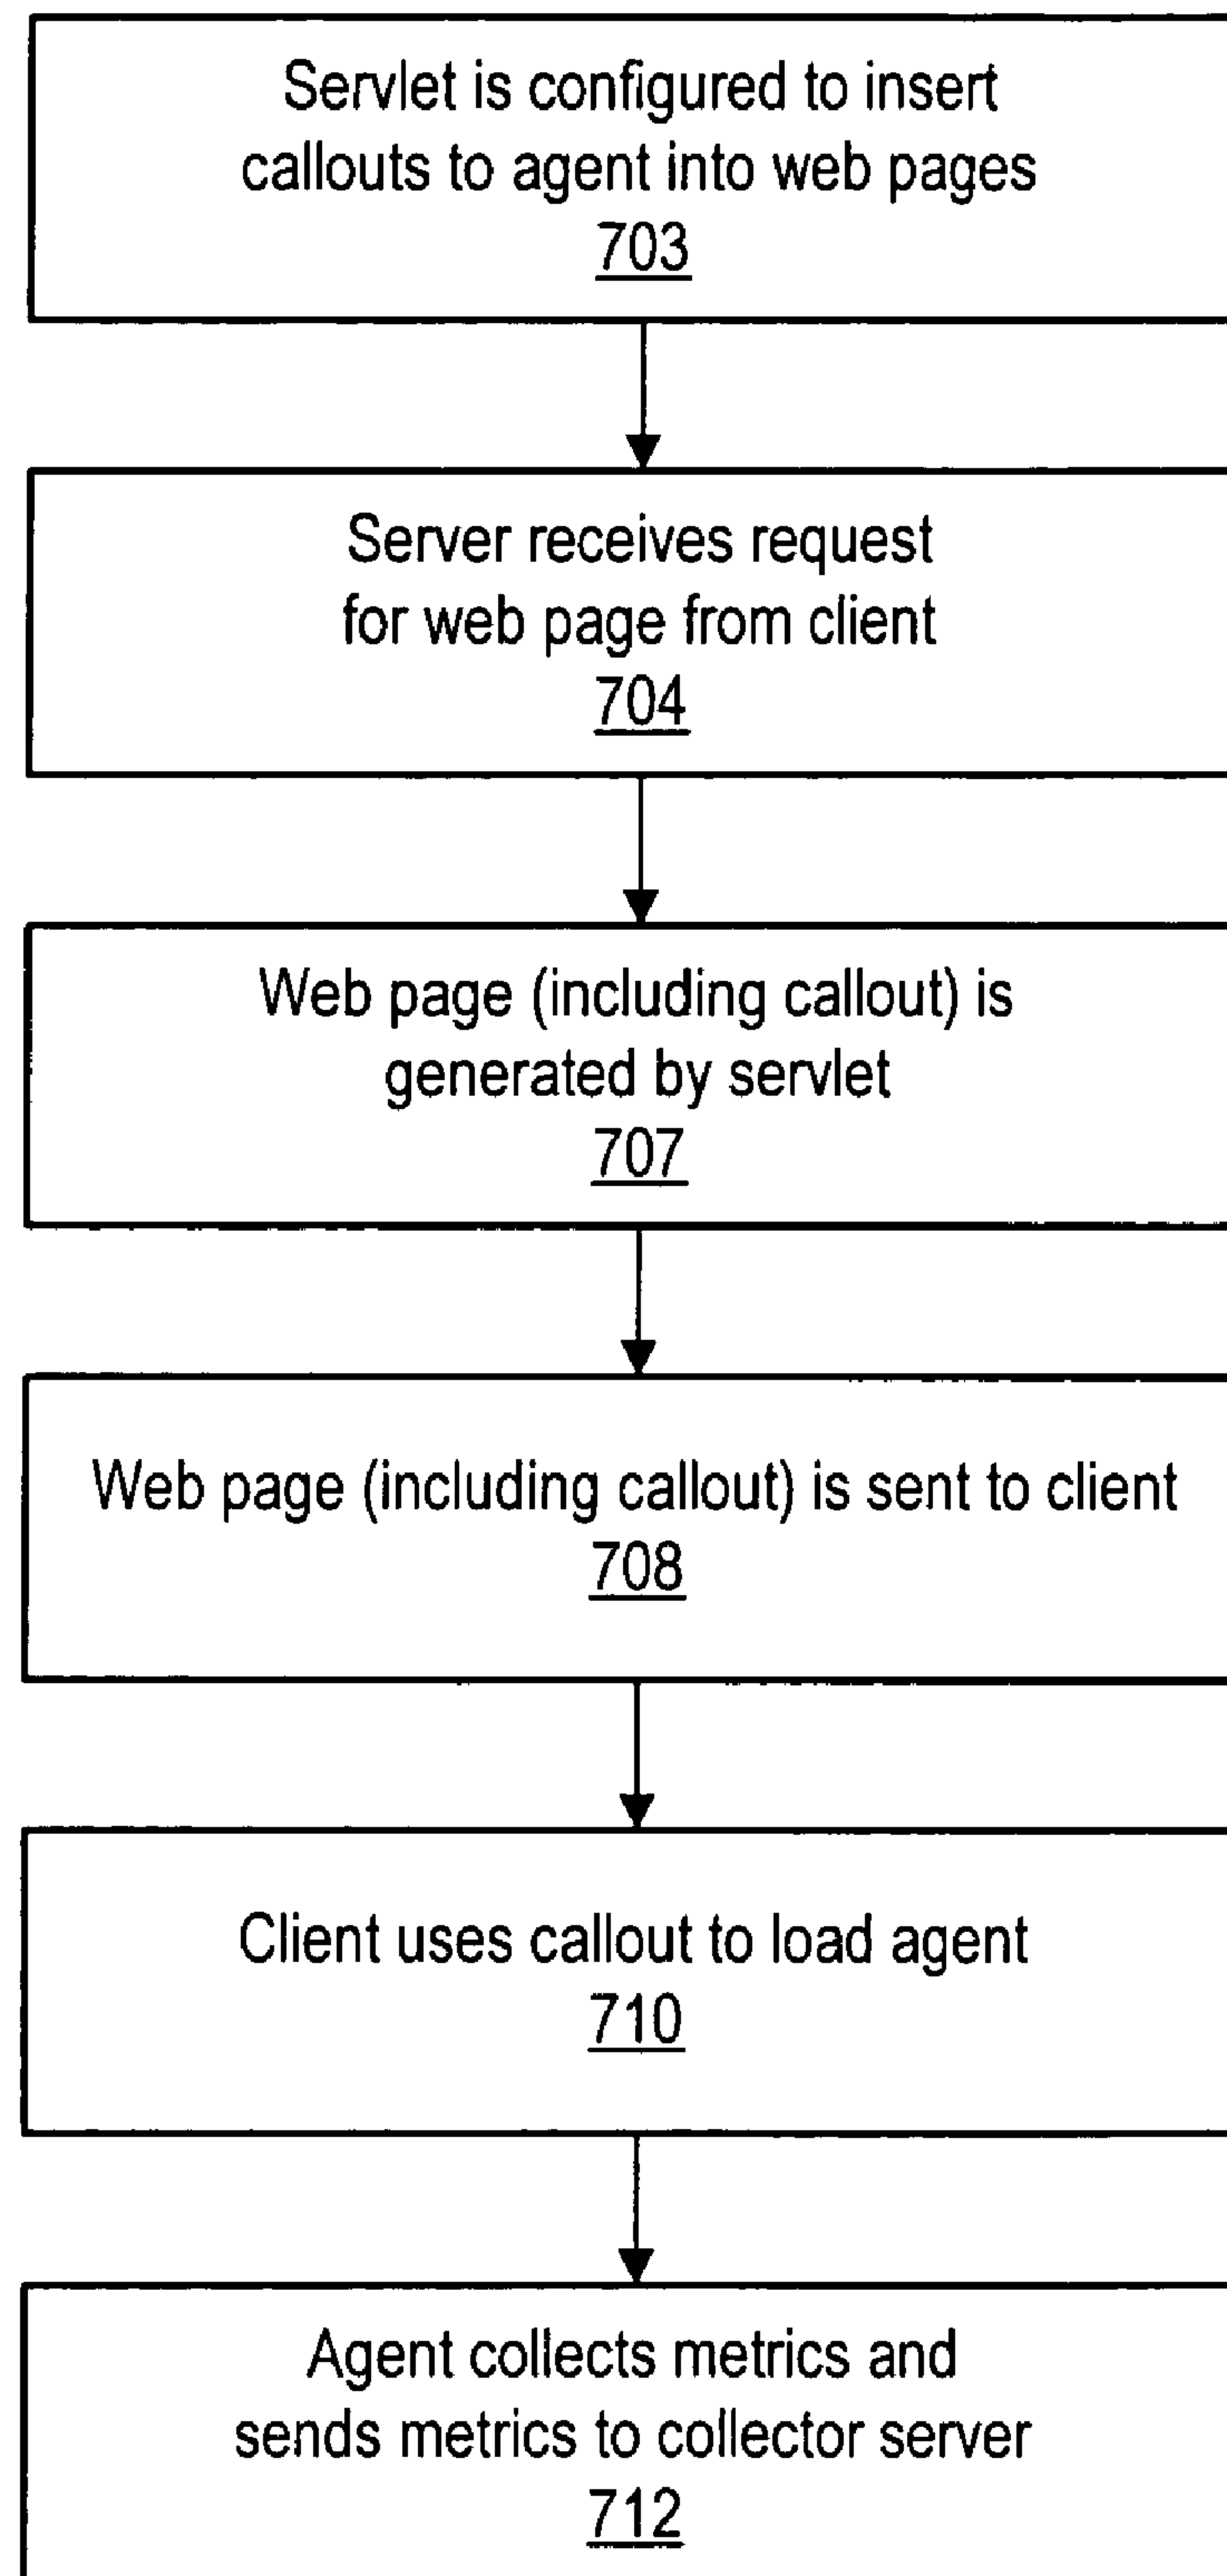 Servlet is configured to insert
callouts to agent into web pages
703
Server receives request
for web page from client
704
Web page (including callout) is
generated by servlet
707
Web page (including callout) is sent to client
708
Client uses callout to load agent
710
Agent collects metrics and
sends metrics to collector server
712